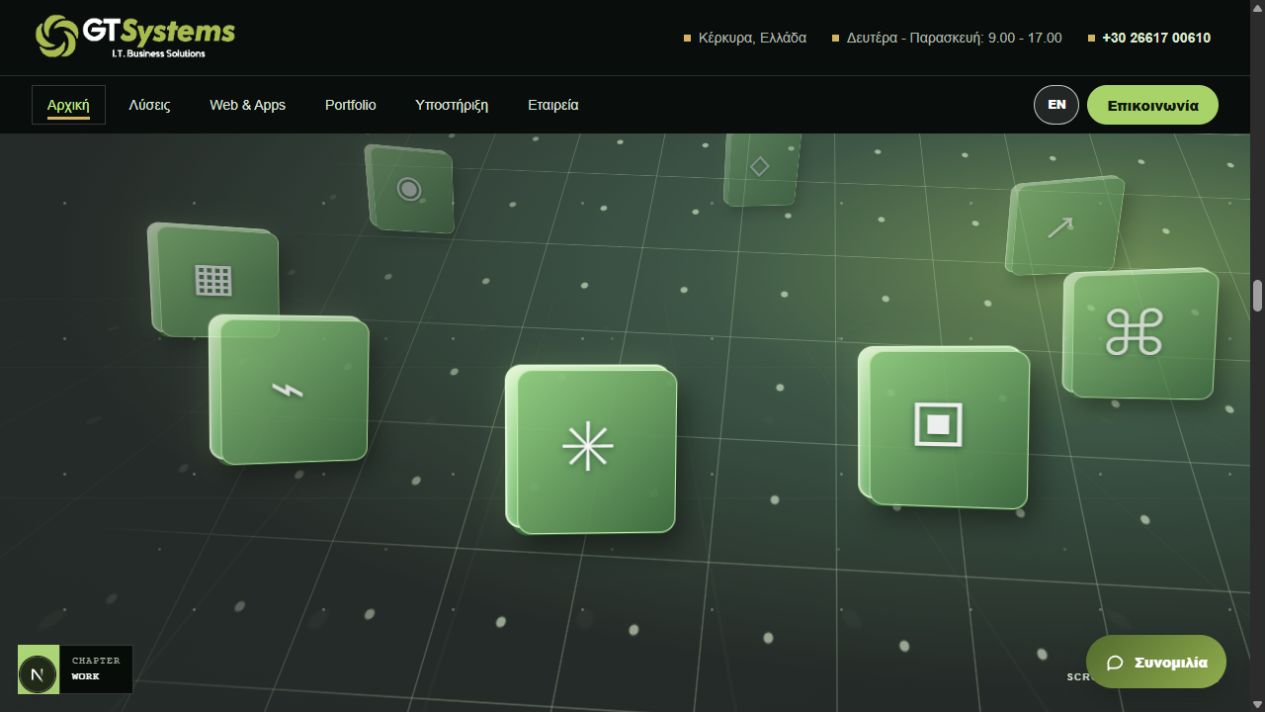 GTSystems
I.T. Business Solutions
Κέρκυρα, Ελλάδα
Δευτέρα - Παρασκευή: 9.00 - 17.00
+30 26617 00610
Αρχική
Λύσεις
Web & Apps
Portfolio
Υποστήριξη
Εταιρεία
EN
Επικοινωνία
N
CHAPTER
WORK
SCR
Συνομιλία